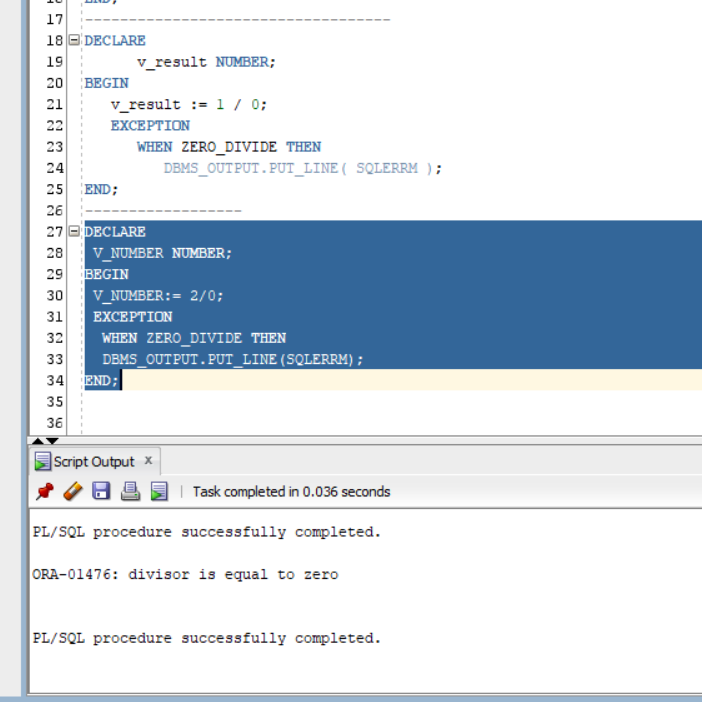 16 END;
17 -----------------------------------
18 DECLARE
19 v_result NUMBER;
20 BEGIN
21 v_result := 1 / 0;
22 EXCEPTION
23 WHEN ZERO_DIVIDE THEN
24 DBMS_OUTPUT.PUT_LINE( SQLERRM );
25 END;
26 ------------------
27 DECLARE
28 V_NUMBER NUMBER;
29 BEGIN
30 V_NUMBER:= 2/0;
31 EXCEPTION
32 WHEN ZERO_DIVIDE THEN
33 DBMS_OUTPUT.PUT_LINE(SQLERRM);
34 END;
35
36
Script Output x
Task completed in 0.036 seconds
PL/SQL procedure successfully completed.
ORA-01476: divisor is equal to zero
PL/SQL procedure successfully completed.